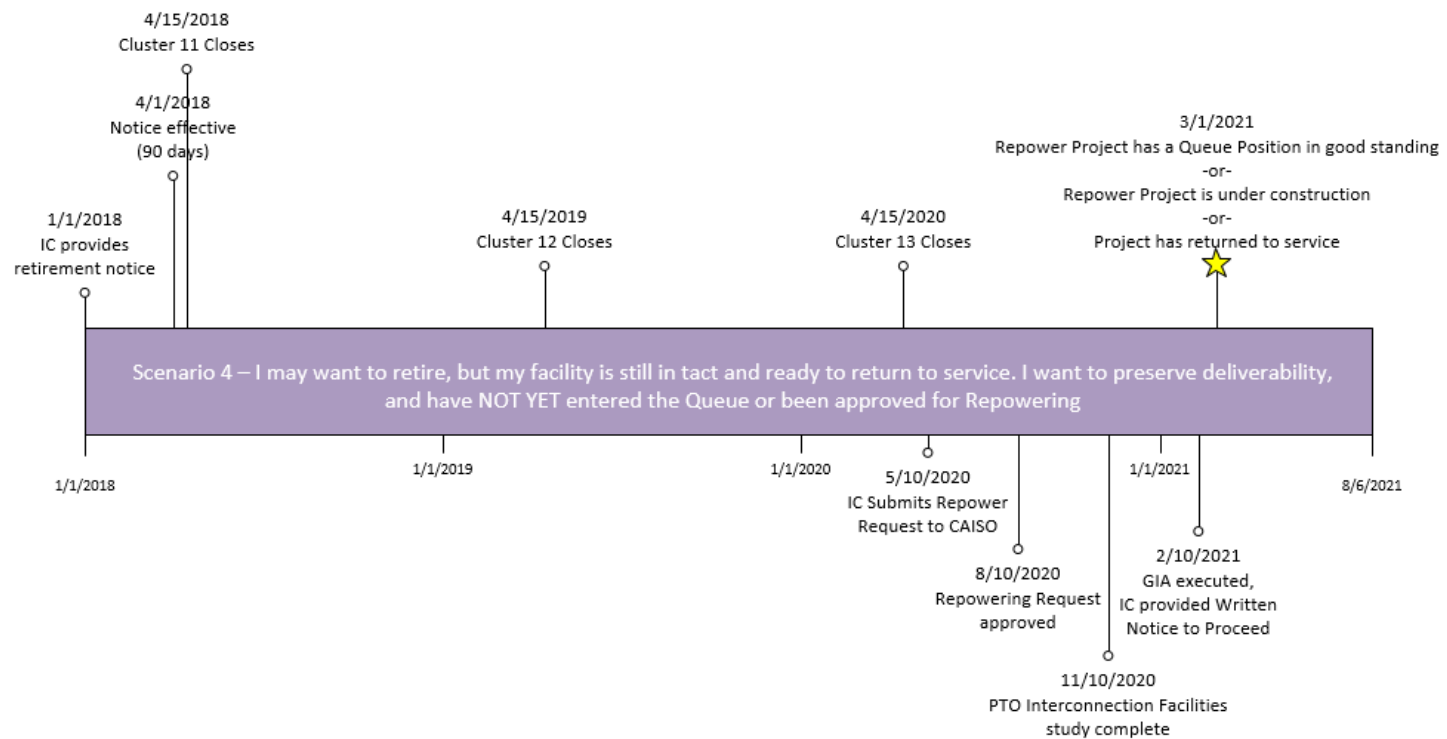 4/15/2018
Cluster 11 Closes
4/1/2018
Notice effective
(90 days)
1/1/2018
IC provides
retirement notice
4/15/2019
Cluster 12 Closes
4/15/2020
Cluster 13 Closes
3/1/2021
Repower Project has a Queue Position in good standing
-or-
Repower Project is under construction
-or-
Project has returned to service
Scenario 4 – I may want to retire, but my facility is still in tact and ready to return to service. I want to preserve deliverability,
and have NOT YET entered the Queue or been approved for Repowering
1/1/2018
1/1/2019
1/1/2020
1/1/2021
8/6/2021
5/10/2020
IC Submits Repower
Request to CAISO
8/10/2020
Repowering Request
approved
11/10/2020
PTO Interconnection Facilities
study complete
2/10/2021
GIA executed,
IC provided Written
Notice to Proceed